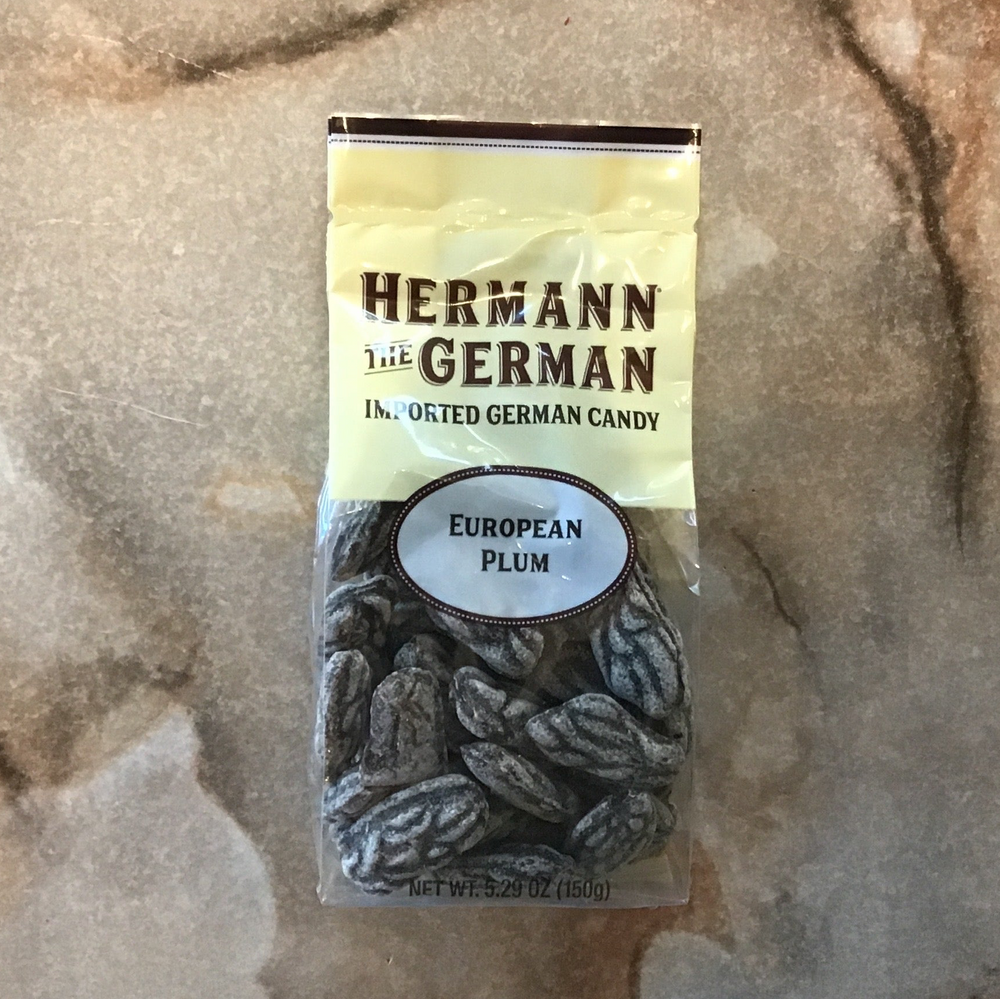 HERMANN®
THE GERMAN
IMPORTED GERMAN CANDY
EUROPEAN
PLUM
NET WT. 5.29 OZ (150g)